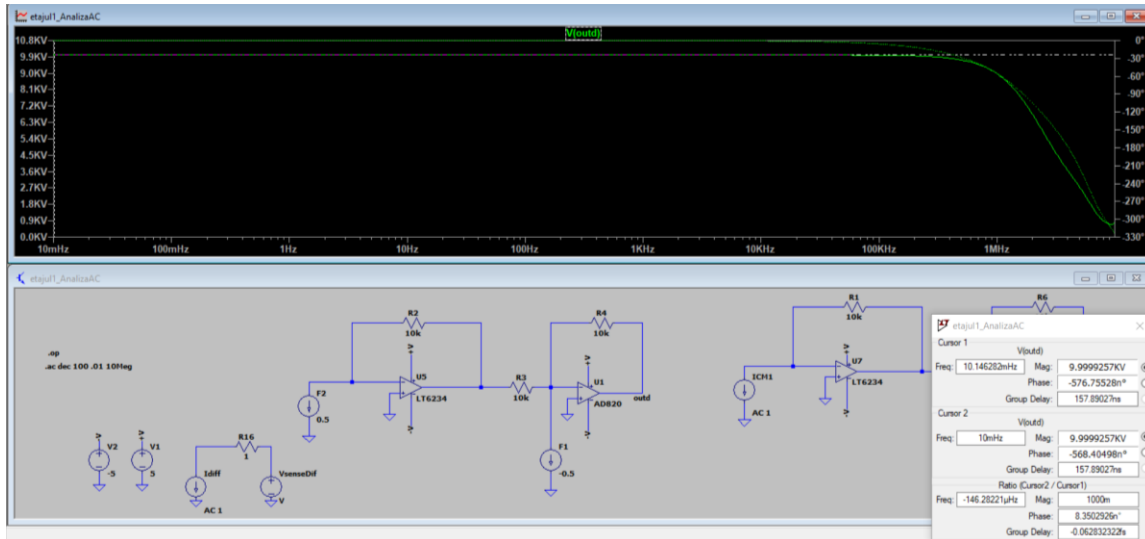 etajul1_AnalizaAC
V(outd)
10.8KV
9.9KV
9.0KV
8.1KV
7.2KV
6.3KV
5.4KV
4.5KV
3.6KV
2.7KV
1.8KV
0.9KV
0.0KV
0°
-30°
-60°
-90°
-120°
-150°
-180°
-210°
-240°
-270°
-300°
-330°
10mHz 100mHz 1Hz 10Hz 100Hz 1KHz 10KHz 100KHz 1MHz
etajul1_AnalizaAC
.op
.ac dec 100 .01 10Meg
V2
-5
V1
5
R16
1
Idiff
AC 1
VsenseDif
V
F2
0.5
R2
10k
+V
U5
LT6234
-V
R3
10k
R4
10k
+V
U1
AD820
-V
outd
F1
-0.5
ICM1
AC 1
R1
10k
+V
U7
LT6234
-V
R6
etajul1_AnalizaAC
Cursor 1
V(outd)
Freq: 10.146282mHz Mag: 9.9999257KV
Phase: -576.75528n°
Group Delay: 157.89027ns
Cursor 2
V(outd)
Freq: 10mHz Mag: 9.9999257KV
Phase: -568.40498n°
Group Delay: 157.89027ns
Ratio (Cursor2 / Cursor1)
Freq: -146.28221µHz Mag: 1000m
Phase: 8.3502926n°
Group Delay: -0.062832322fs